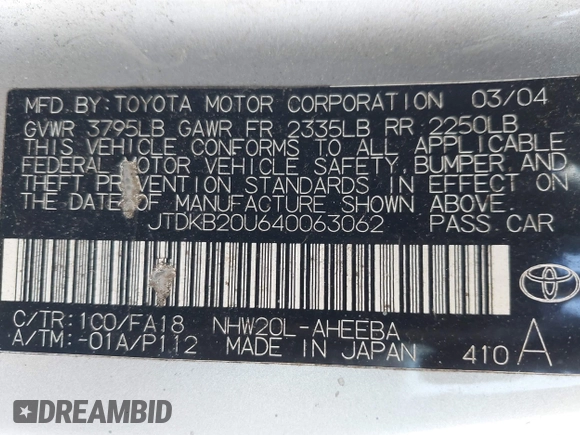 MFD.BY:TOYOTA MOTOR CORPORATION 03/04
GVWR 3795LB GAWR FR 2335LB RR 2250LB
THIS VEHICLE CONFORMS TO ALL APPLICABLE
FEDERAL MOTOR VEHICLE SAFETY, BUMPER, AND
THEFT PREVENTION STANDARDS IN EFFECT ON
THE DATE OF MANUFACTURE SHOWN ABOVE.
JTDKB20U640063062 PASS CAR
C/TR:1C0/FA18 NHW20L-AHEEBA
A/TM:-01A/P112 MADE IN JAPAN 410 A
TOYOTA
DREAMBID